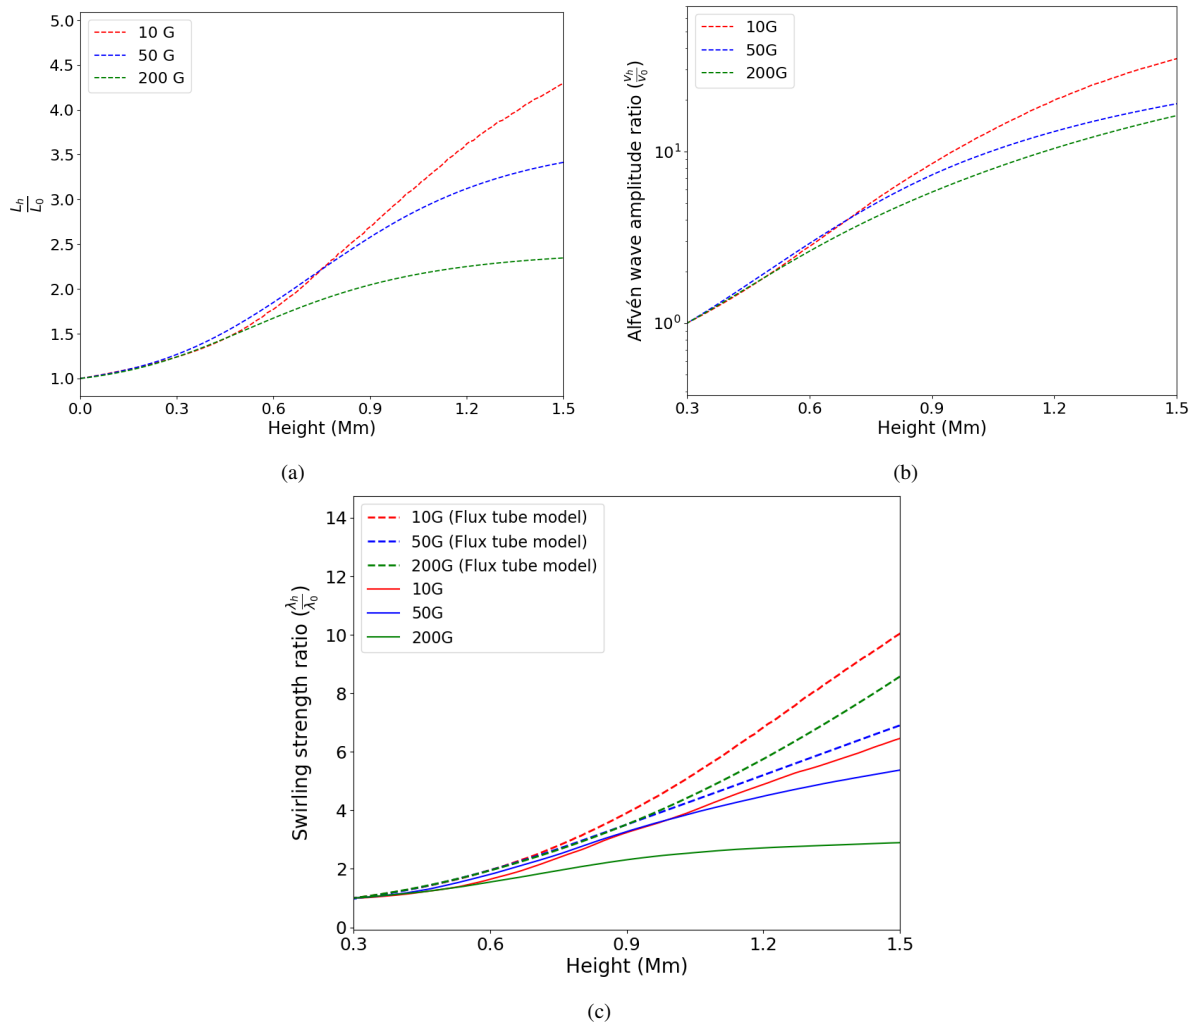 5.0
4.5
4.0
3.5
3.0
2.5
2.0
1.5
1.0
L_h/L_0
10 G
50 G
200 G
0.0 0.3 0.6 0.9 1.2 1.5
Height (Mm)
(a)
Alfvén wave amplitude ratio (v_h/v_0)
10^1
10^0
10G
50G
200G
0.3 0.6 0.9 1.2 1.5
Height (Mm)
(b)
Swirling strength ratio (λ_h/λ_0)
14
12
10
8
6
4
2
0
10G (Flux tube model)
50G (Flux tube model)
200G (Flux tube model)
10G
50G
200G
0.3 0.6 0.9 1.2 1.5
Height (Mm)
(c)